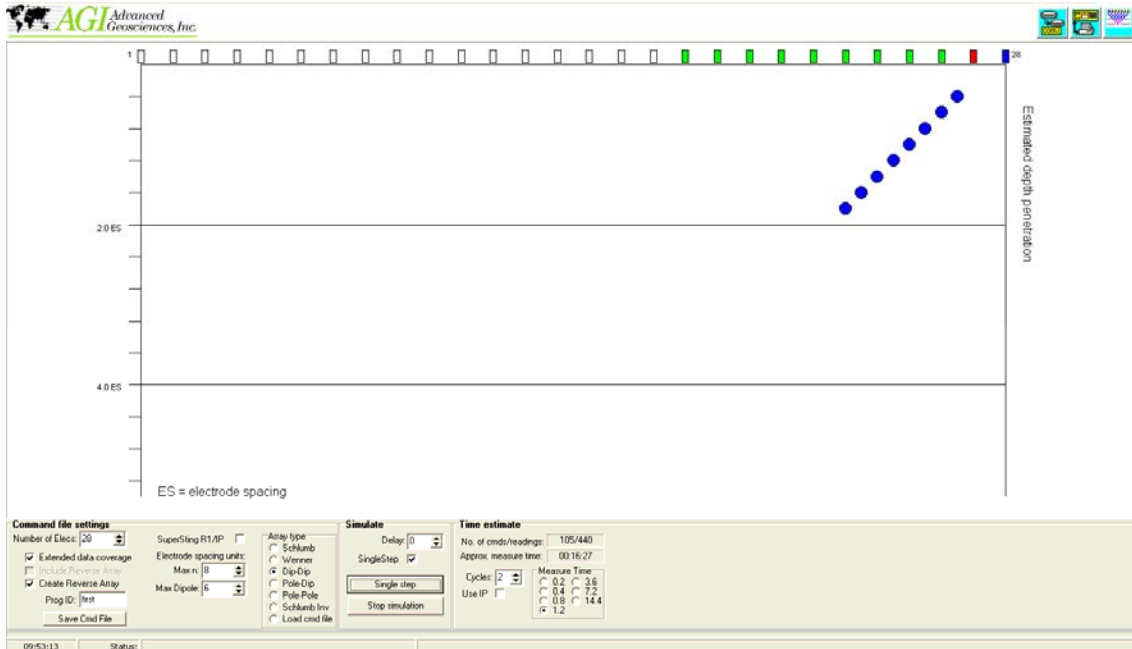 AGI Advanced
Geosciences, Inc.
1
28
Estimated depth penetration
2.0 ES
4.0 ES
ES = electrode spacing
Command file settings
Number of Elecs: 28
Extended data coverage
Include Reverse Array
Create Reverse Array
Prog ID: first
Save Cmd File
SuperSting R1/IP
Electrode spacing units:
Max n: 8
Max Dipole: 6
Array type
Schlumb
Wenner
Dip-Dip
Pole-Dip
Pole-Pole
Schlumb Inv
Load cmd file
Simulate
Delay: 0
SingleStep
Single step
Stop simulation
Time estimate
No. of cmds/readings: 105/440
Approx. measure time: 00:16:27
Cycles: 2
Use IP
Measure Time
0.2 3.6
0.4 7.2
0.8 14.4
1.2
09:53:13 Status: